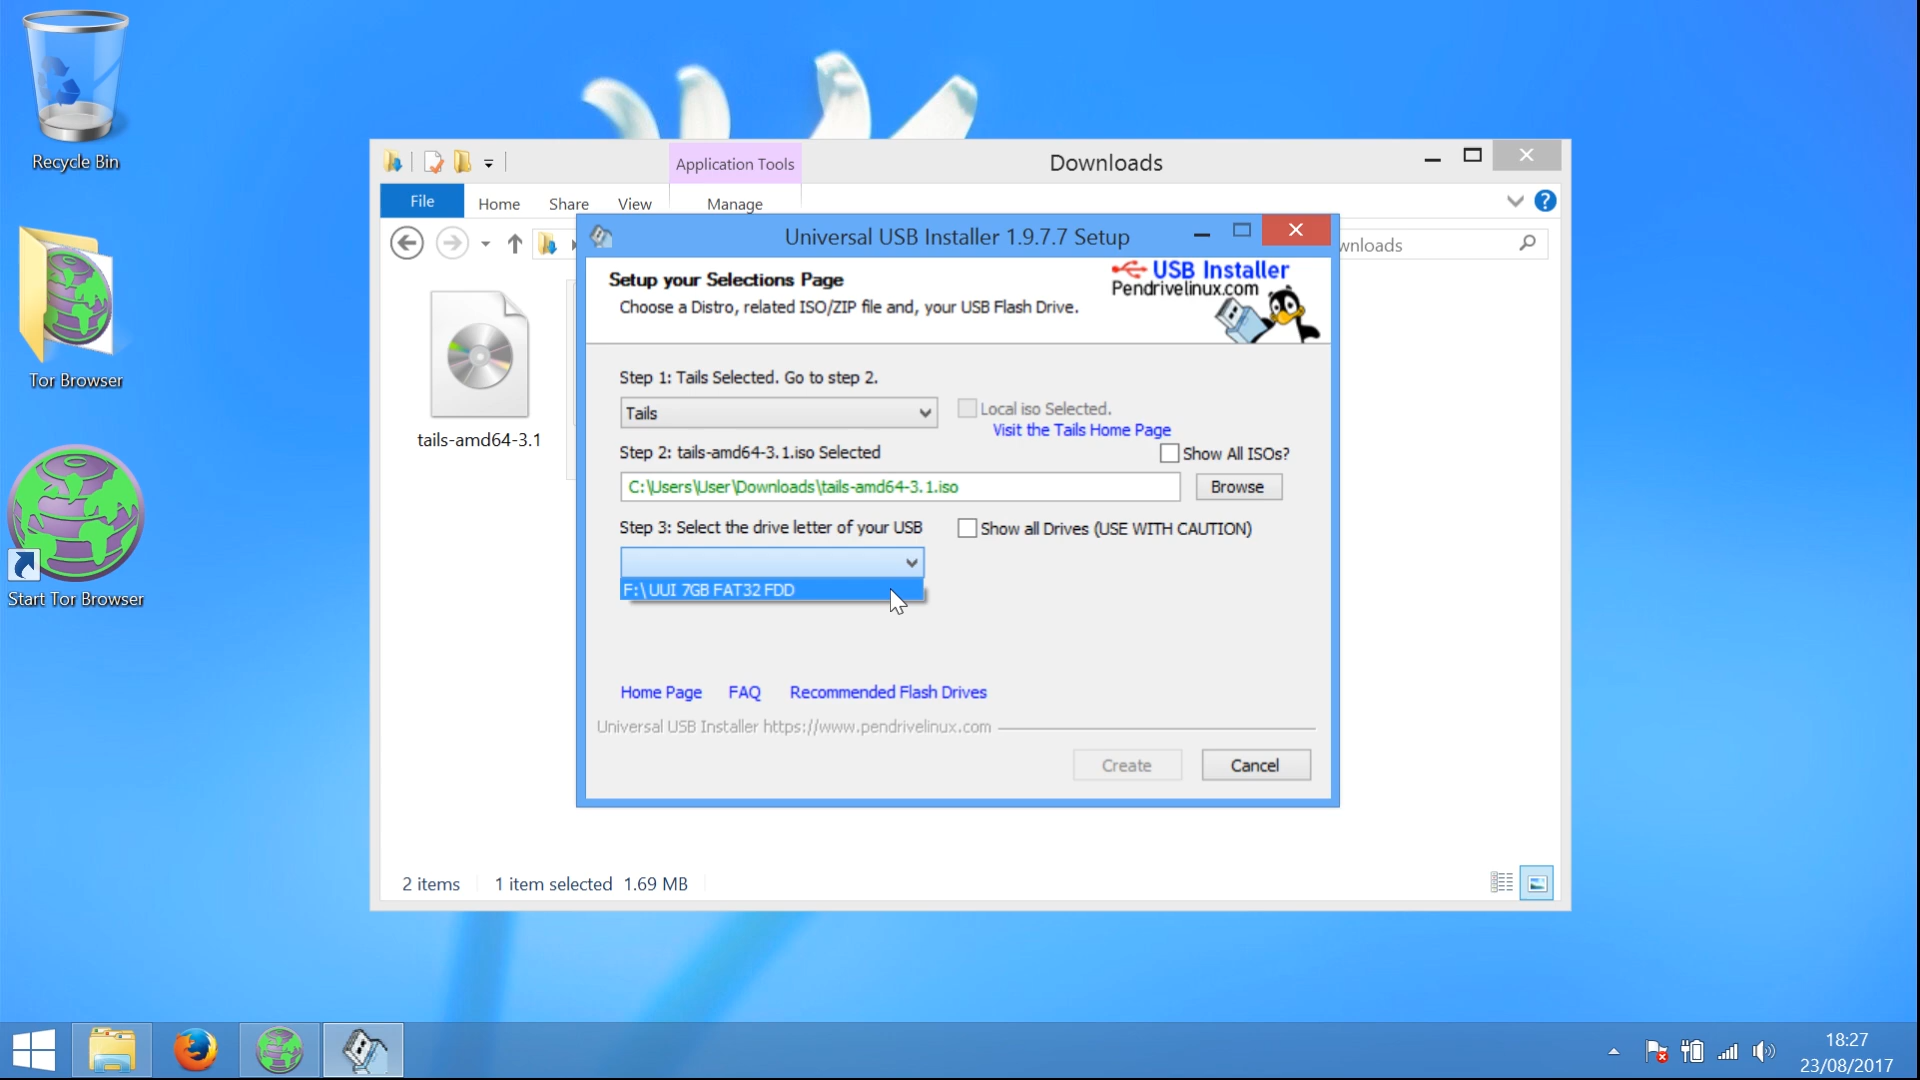 Recycle Bin
Tor Browser
Start Tor Browser
Application Tools
Downloads
File
Home
Share
View
Manage
wnloads
tails-amd64-3.1
Universal USB Installer 1.9.7.7 Setup
Setup your Selections Page
Choose a Distro, related ISO/ZIP file and, your USB Flash Drive.
USB Installer
Pendrivelinux.com
Step 1: Tails Selected. Go to step 2.
Tails
Local iso Selected.
Visit the Tails Home Page
Step 2: tails-amd64-3.1.iso Selected
Show All ISOs?
C:\Users\User\Downloads\tails-amd64-3.1.iso
Browse
Step 3: Select the drive letter of your USB
Show all Drives (USE WITH CAUTION)
F:\ UUI 7GB FAT32 FDD
Home Page
FAQ
Recommended Flash Drives
Universal USB Installer https://www.pendrivelinux.com
Create
Cancel
2 items
1 item selected 1.69 MB
18:27
23/08/2017